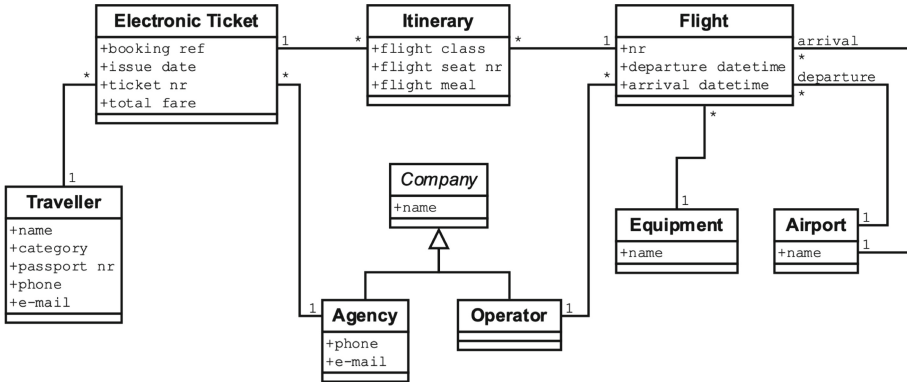 Electronic Ticket
+booking ref
+issue date
+ticket nr
+total fare
1
*
Itinerary
+flight class
+flight seat nr
+flight meal
*
1
Flight
+nr
+departure datetime
+arrival datetime
arrival
*
departure
*
*
*
*
*
1
1
Traveller
+name
+category
+passport nr
+phone
+e-mail
Company
+name
Equipment
+name
Airport
+name
1
1
1
Agency
+phone
+e-mail
Operator
1